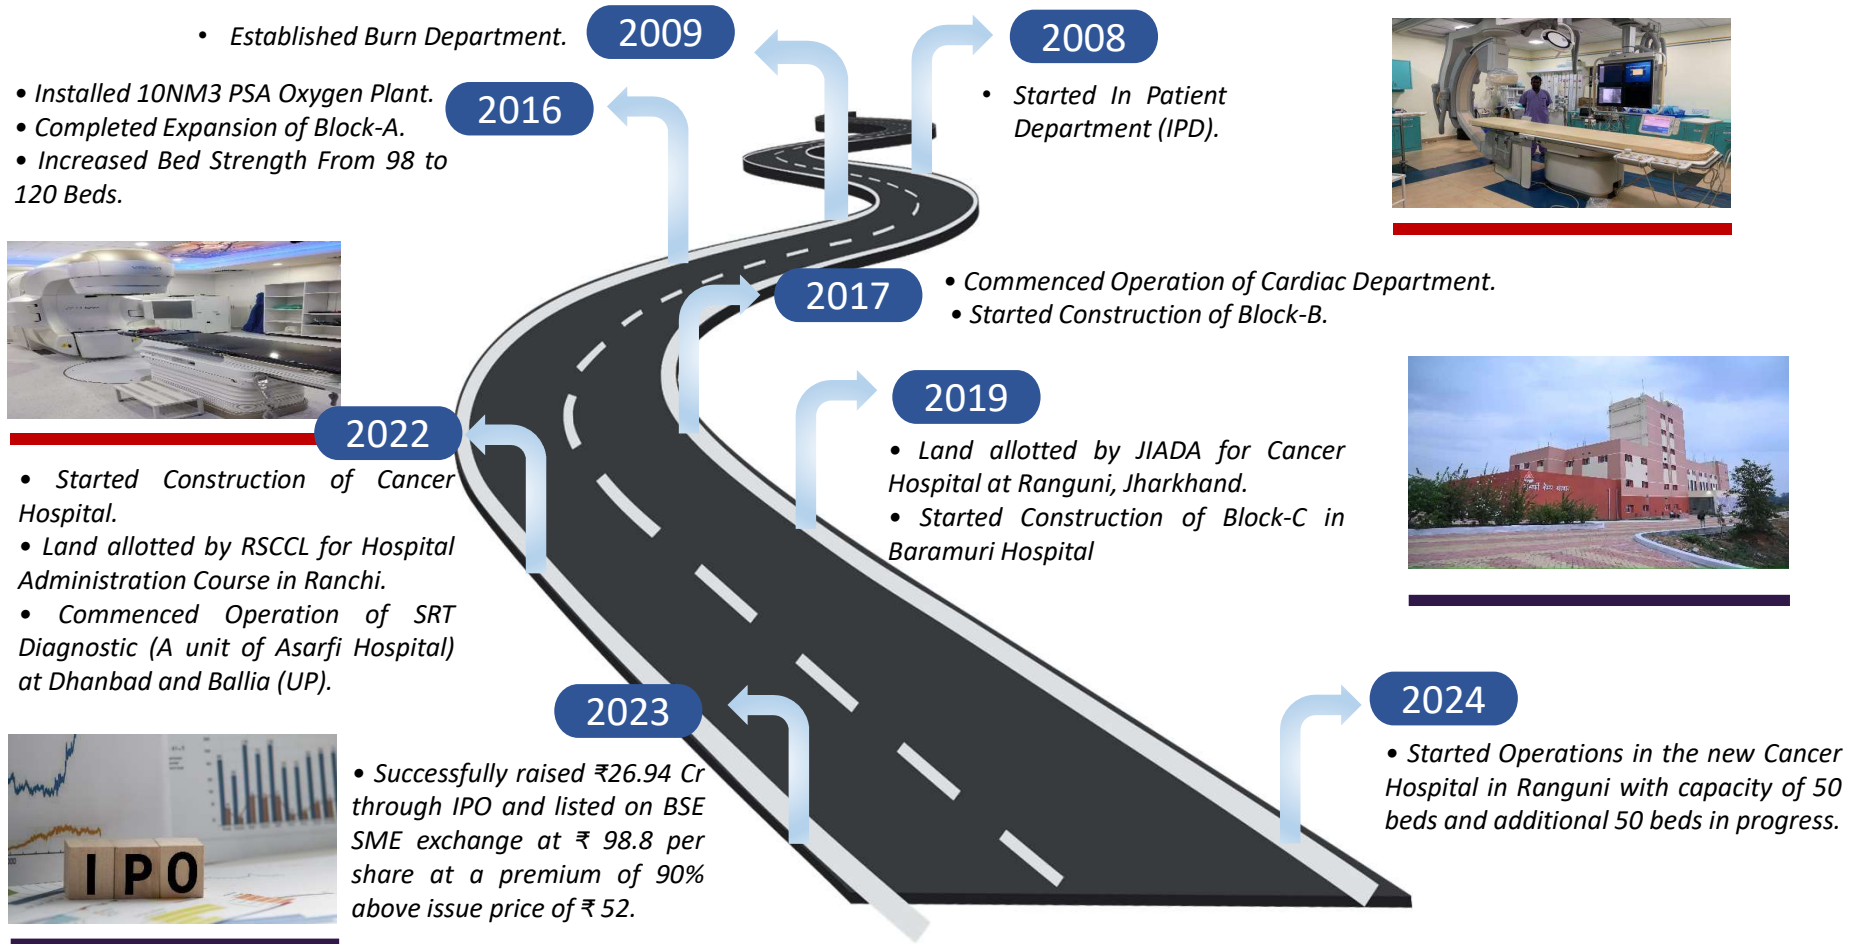 • Established Burn Department.
2009
2008
• Started In Patient
Department (IPD).
• Installed 10NM3 PSA Oxygen Plant.
• Completed Expansion of Block-A.
• Increased Bed Strength From 98 to
120 Beds.
2016
2017
• Commenced Operation of Cardiac Department.
• Started Construction of Block-B.
2019
• Land allotted by JIADA for Cancer
Hospital at Ranguni, Jharkhand.
• Started Construction of Block-C in
Baramuri Hospital
2022
• Started Construction of Cancer
Hospital.
• Land allotted by RSCCL for Hospital
Administration Course in Ranchi.
• Commenced Operation of SRT
Diagnostic (A unit of Asarfi Hospital)
at Dhanbad and Ballia (UP).
2023
• Successfully raised ₹26.94 Cr
through IPO and listed on BSE
SME exchange at ₹ 98.8 per
share at a premium of 90%
above issue price of ₹ 52.
IPO
2024
• Started Operations in the new Cancer
Hospital in Ranguni with capacity of 50
beds and additional 50 beds in progress.